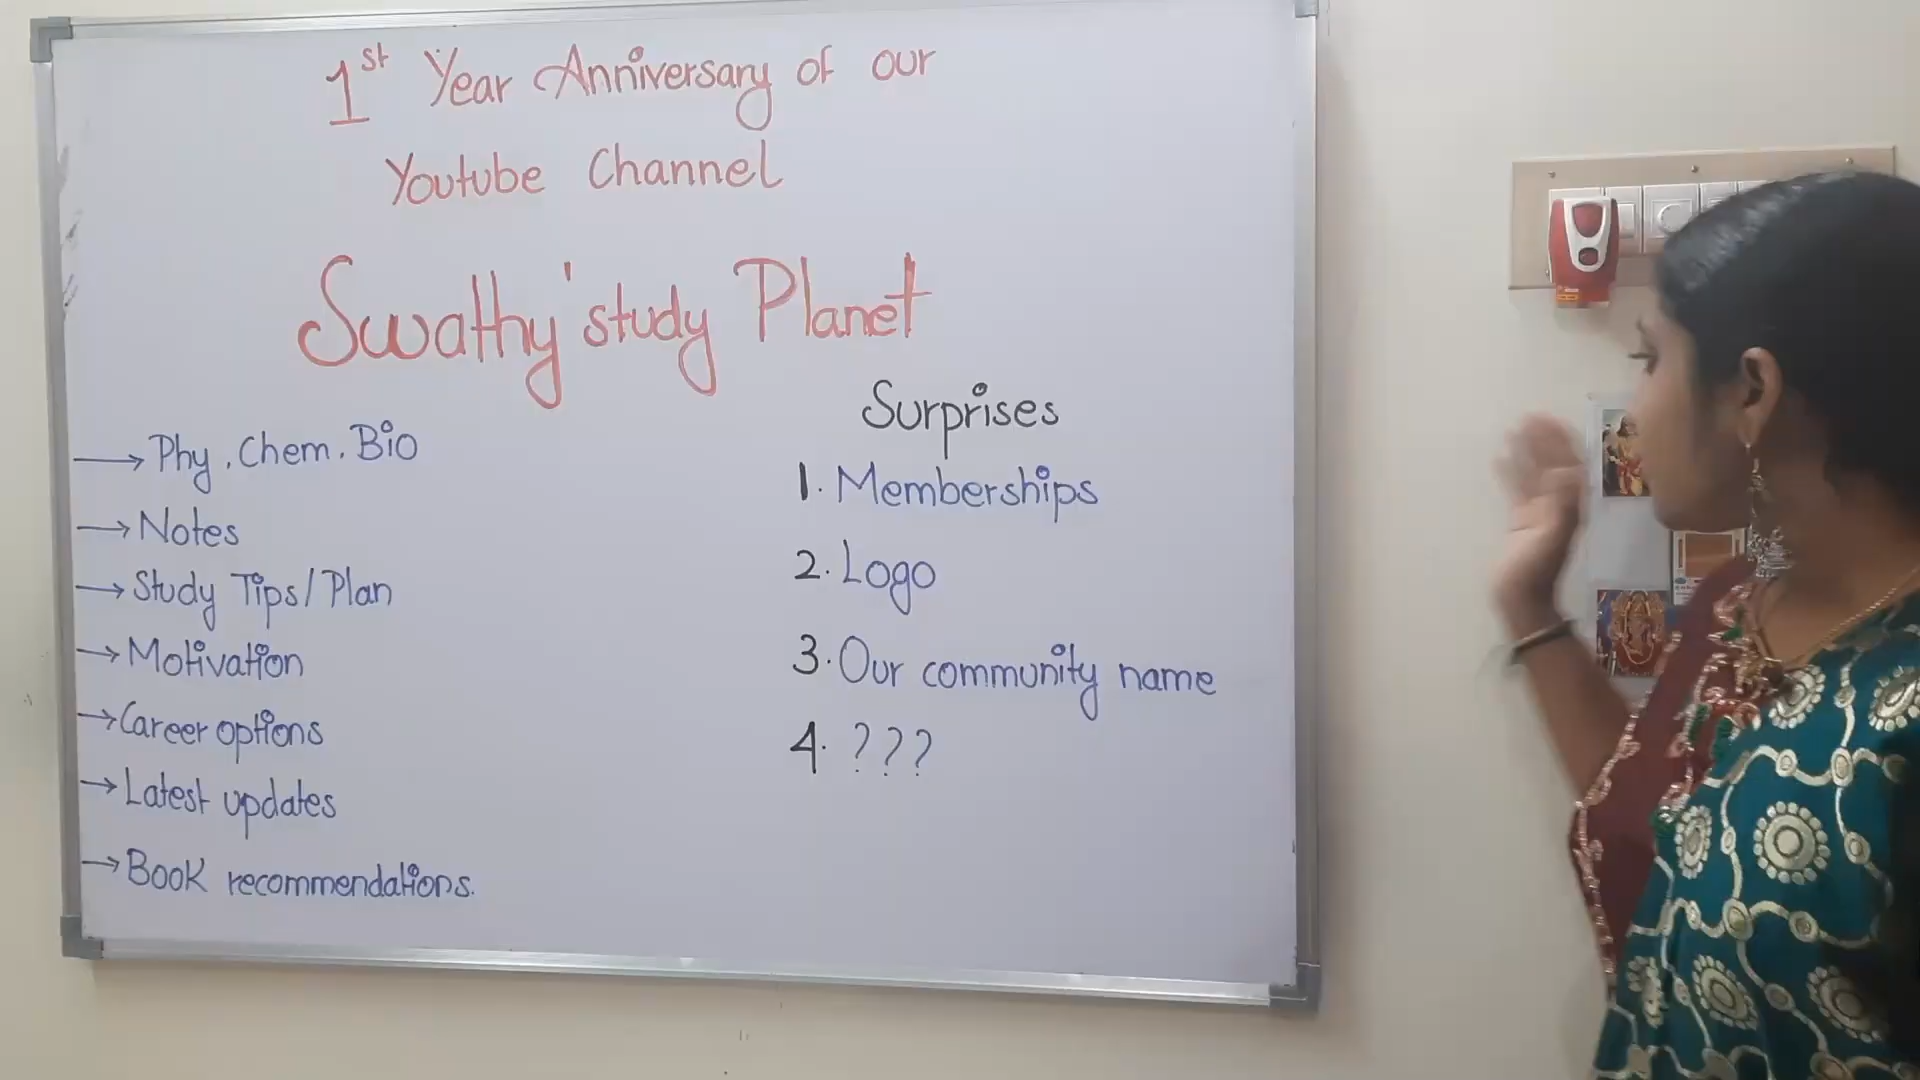 1st Year Anniversary of our
Youtube Channel
Swathy'study Planet
→ Phy . Chem . Bio
→ Notes
→ Study Tips / Plan
→ Motivation
→ Career options
→ Latest updates
→ Book recommendations.
Surprises
1. Memberships
2. Logo
3. Our community name
4. ???